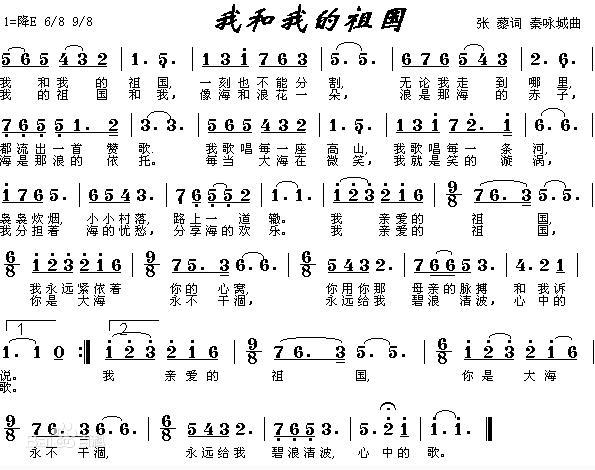 我和我的祖国
1=降E 6/8 9/8 张 藜词 秦咏城曲
5 6 5 4 3 2 | 1. 5. | 1 3 1 7 6 3 | 5. 5. | 6 7 6 5 4 3 | 2. 6. |
我 和 我 的 祖 国, 一 刻 也 不 能 分 割, 无 论 我 走 到 哪 里,
我 的 祖 国 和 我, 像 海 和 浪 花 一 朵, 浪 是 那 海 的 赤 子,
7 6 5 5 1. 2 | 3. 3. | 5 6 5 4 3 2 | 1. 5. | 1 3 1 7 2. 6 | 1. 1. |
都 流 出 一 首 赞 歌. 我 歌 唱 每 一 座 高 山, 我 歌 唱 每 一 条 河,
海 是 那 浪 的 依 托. 每 当 大 海 在 微 笑, 我 就 是 笑 的 漩 涡,
1 7 6 5. | 6 5 4 3. | 7 6 5 5 5 2 | 1. 1. | 1 2 3 2 1 6 | 9/8 7 6. 3 5. 5. |
袅 袅 炊 烟, 小 小 村 落, 路 上 一 道 辙. 我 亲 爱 的 祖 国,
我 分 担 着 海 的 忧 愁, 分 享 海 的 欢 乐. 我 亲 爱 的 祖 国,
6/8 1 2 3 2 1 6 | 9/8 7 6. 3 6. 6. | 6/8 5 4 3 2. | 7 6 5 3. | 4. 2 1 |
我 永 远 紧 依 着 你 的 心 窝, 你 用 你 那 母 亲 的 脉 搏 和 我 诉
你 是 大 海 永 不 干 涸, 永 远 给 我 碧 浪 清 波, 心 中 的
1 2
1. 1 0 :‖ 1 2 3 2 1 6 | 9/8 7 6. 3 5. 5. | 6/8 1 2 3 2 1 6 |
说。 我 亲 爱 的 祖 国, 你 是 大 海
歌。
9/8 7 6. 3 6. 6. | 6/8 5 4 3 2. | 7 6 5 3. | 4. 2 1 | 1. 1. ‖
永 不 干 涸, 永 远 给 我 碧 浪 清 波, 心 中 的 歌.